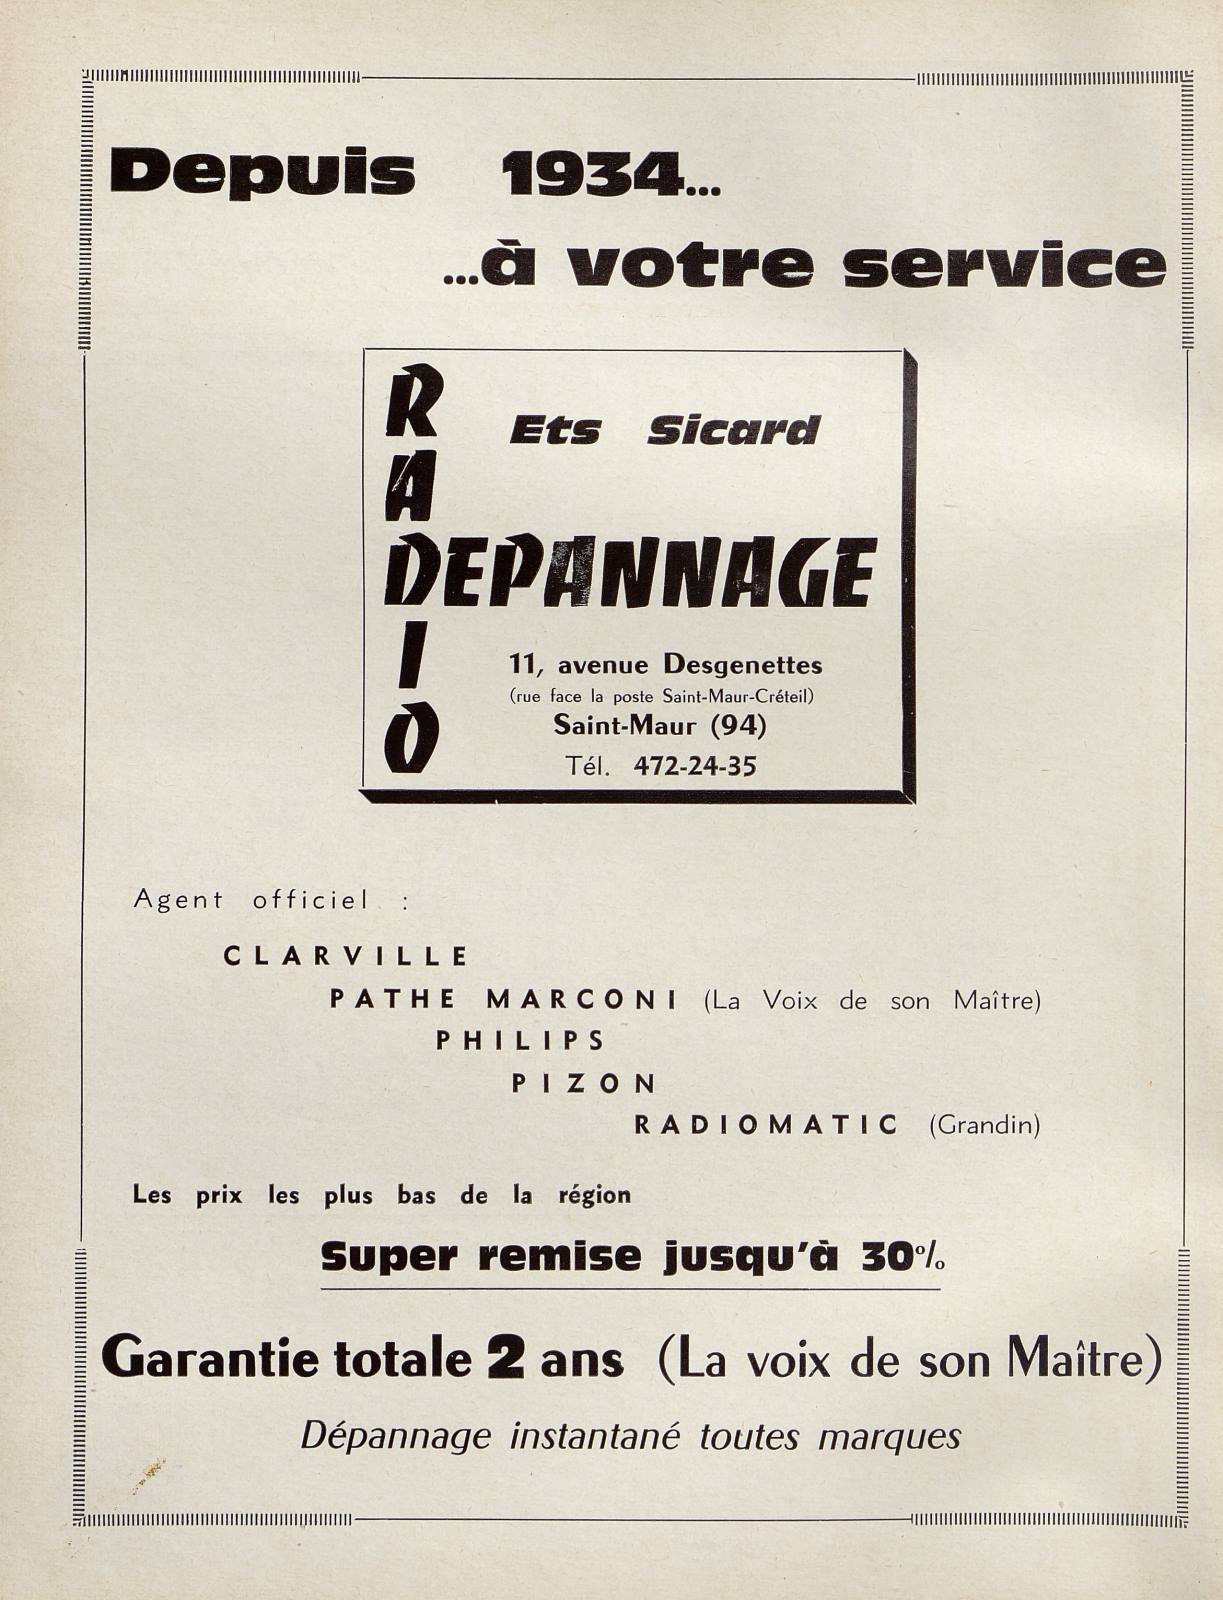 Depuis 1934...
...à votre service
RADIO
Ets Sicard
DEPANNAGE
11, avenue Desgenettes
(rue face la poste Saint-Maur-Créteil)
Saint-Maur (94)
Tél. 472-24-35
Agent officiel :
CLARVILLE
PATHE MARCONI (La Voix de son Maître)
PHILIPS
PIZON
RADIOMATIC (Grandin)
Les prix les plus bas de la région
Super remise jusqu'à 30%
Garantie totale 2 ans (La voix de son Maître)
Dépannage instantané toutes marques